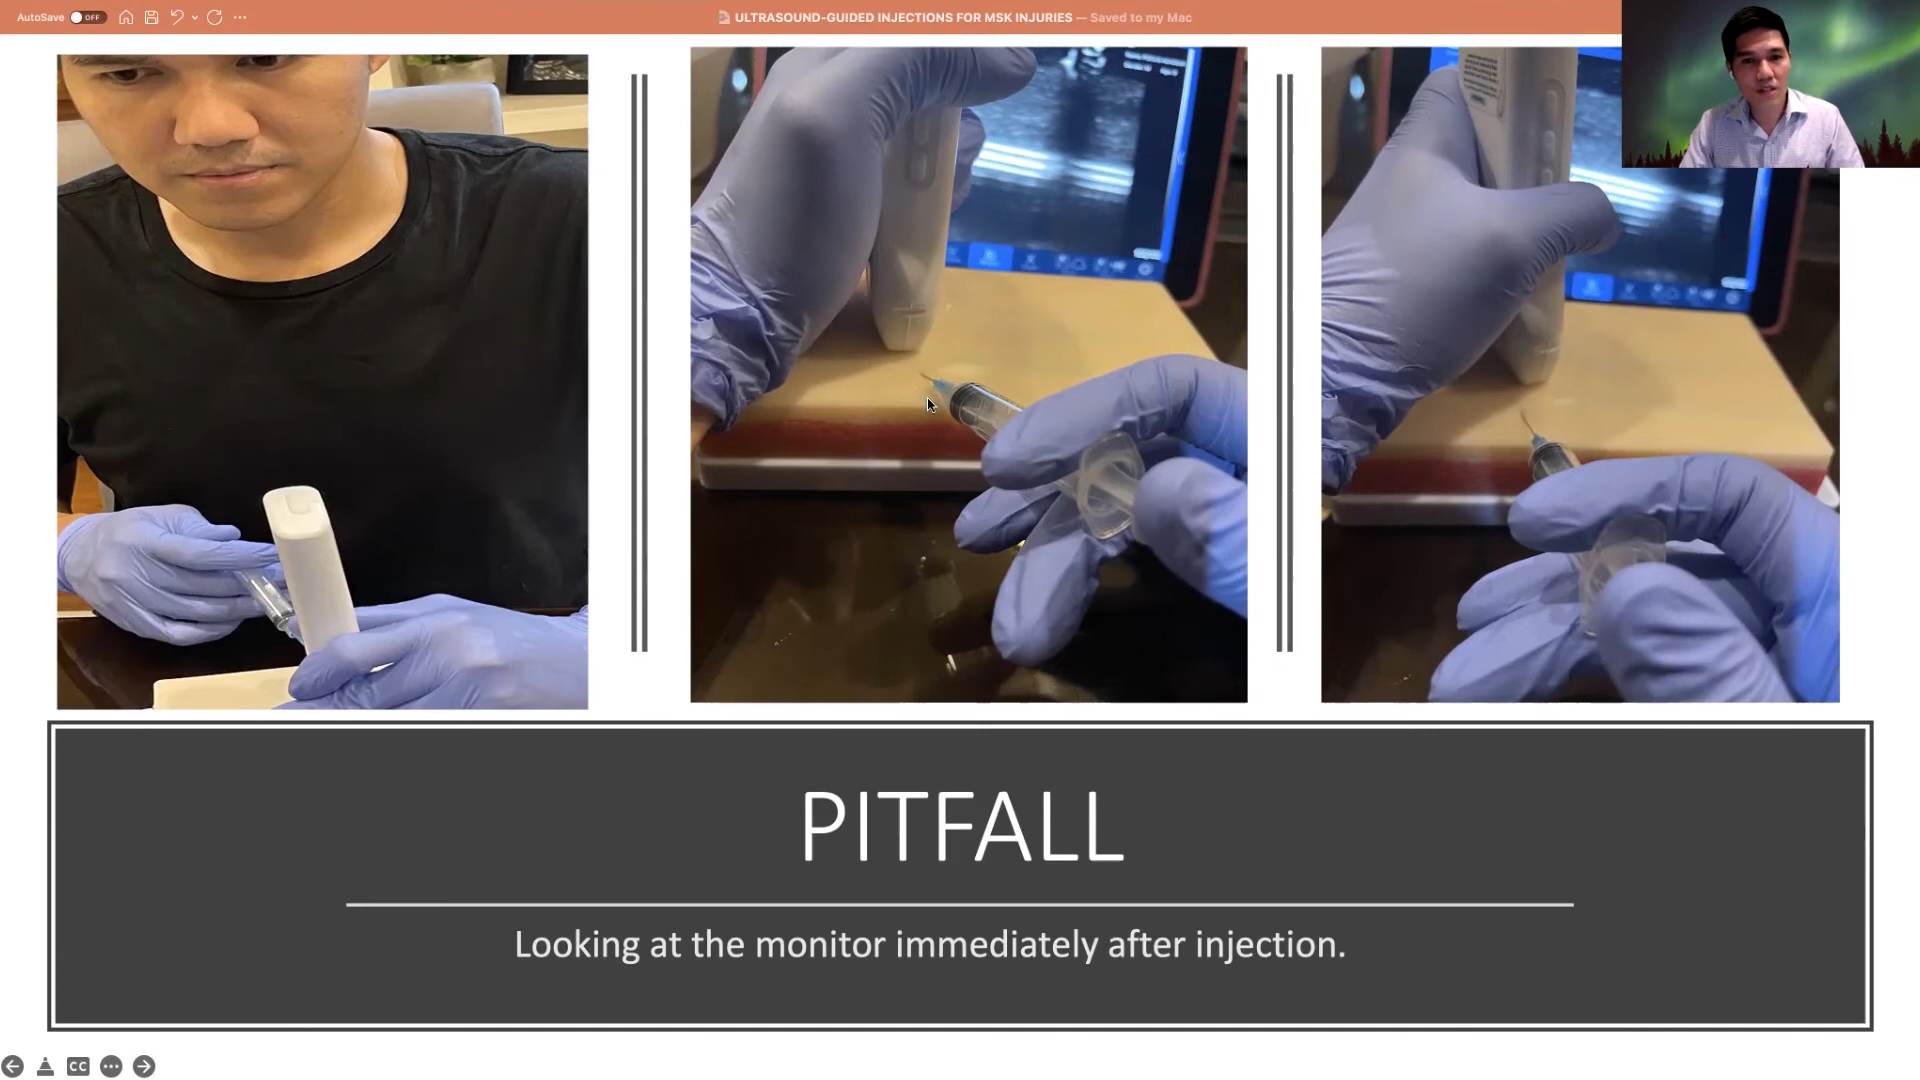 AutoSave OFF
ULTRASOUND-GUIDED INJECTIONS FOR MSK INJURIES — Saved to my Mac
PITFALL
Looking at the monitor immediately after injection.
CC